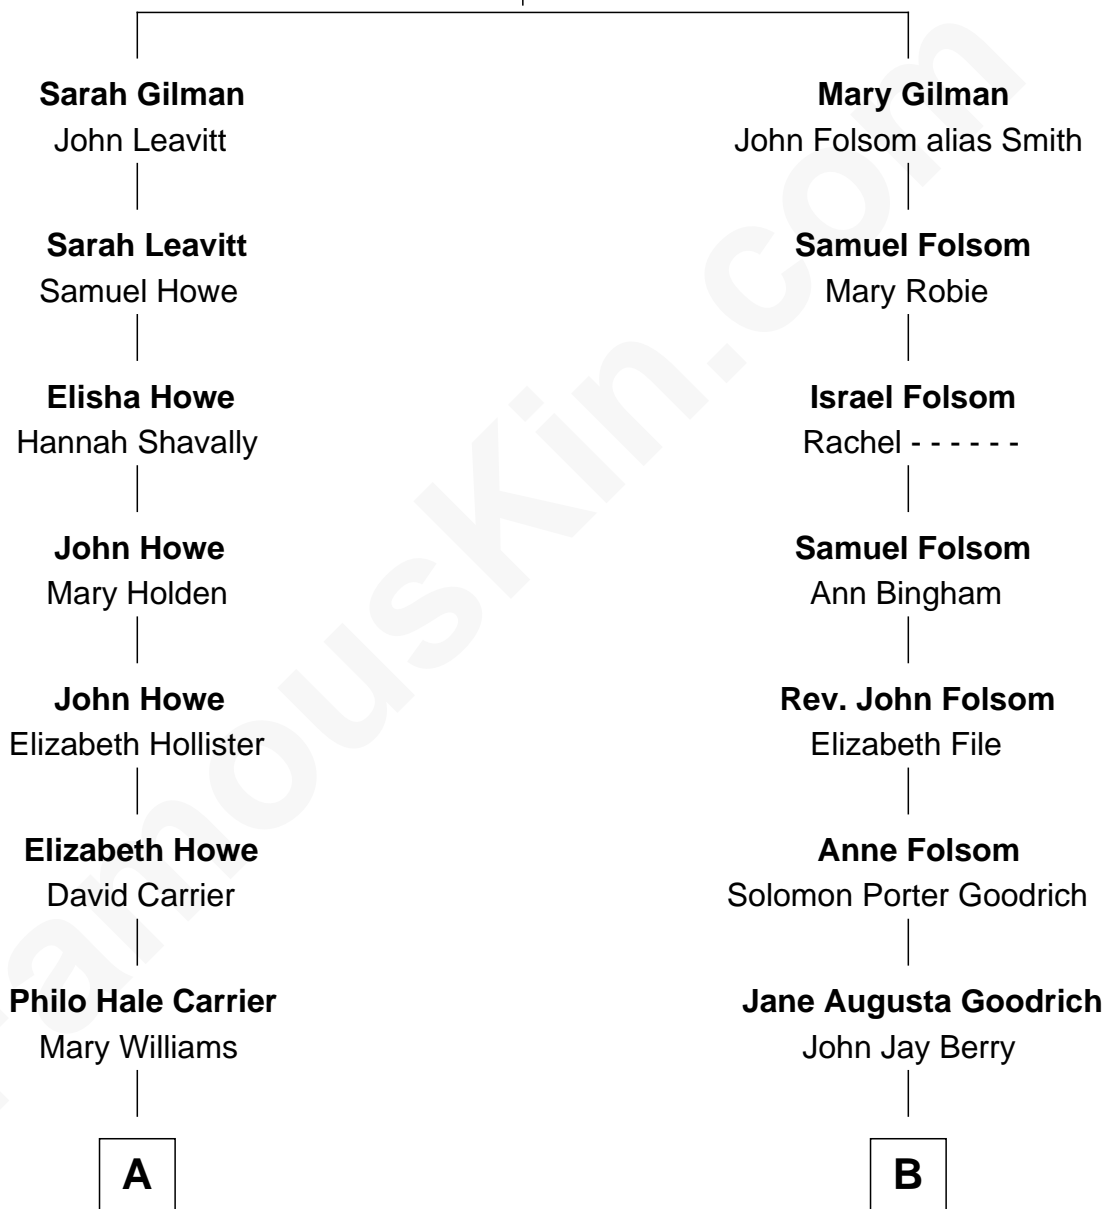 Sarah Gilman
John Leavitt
Sarah Leavitt
Samuel Howe
Elisha Howe
Hannah Shavally
John Howe
Mary Holden
John Howe
Elizabeth Hollister
Elizabeth Howe
David Carrier
Philo Hale Carrier
Mary Williams
A
Mary Gilman
John Folsom alias Smith
Samuel Folsom
Mary Robie
Israel Folsom
Rachel - - - - - -
Samuel Folsom
Ann Bingham
Rev. John Folsom
Elizabeth File
Anne Folsom
Solomon Porter Goodrich
Jane Augusta Goodrich
John Jay Berry
B
FamousKin.com